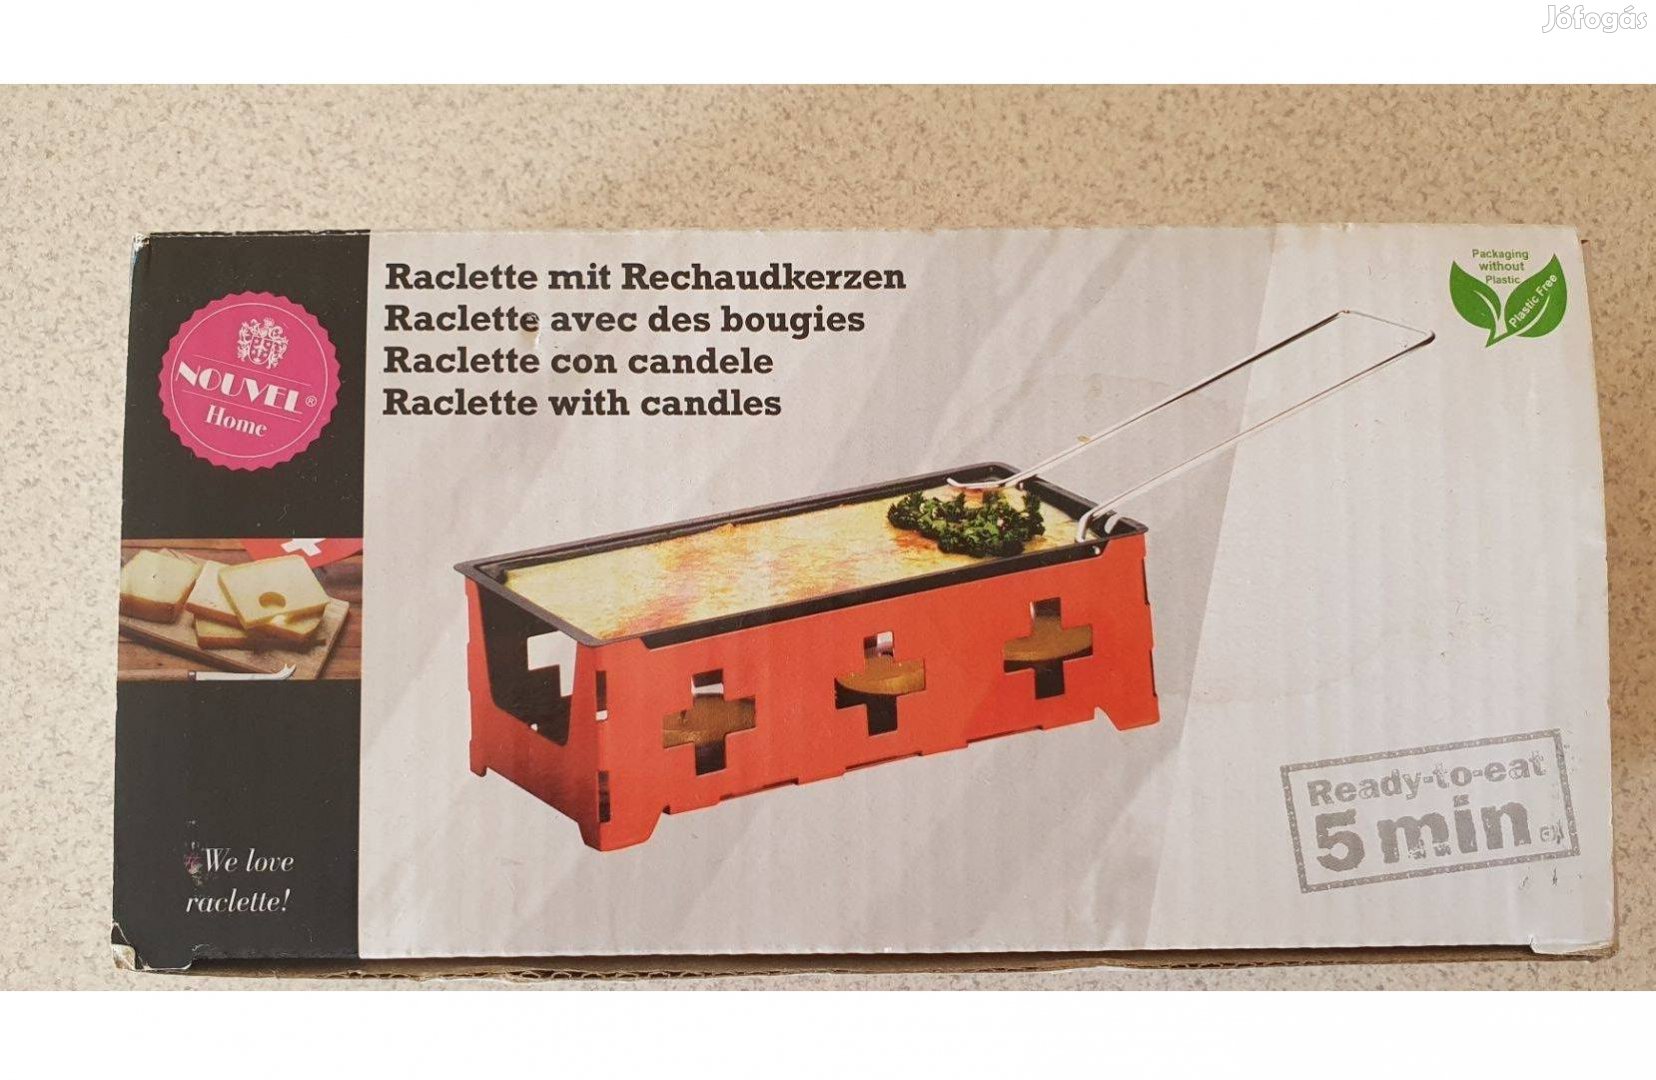 Jófogás
Raclette mit Rechaudkerzen
Raclette avec des bougies
Raclette con candele
Raclette with candles
Packaging
without
Plastic
Plastic Free
NOUVEL®
Home
We love
raclette!
Ready-to-eat
5 min.